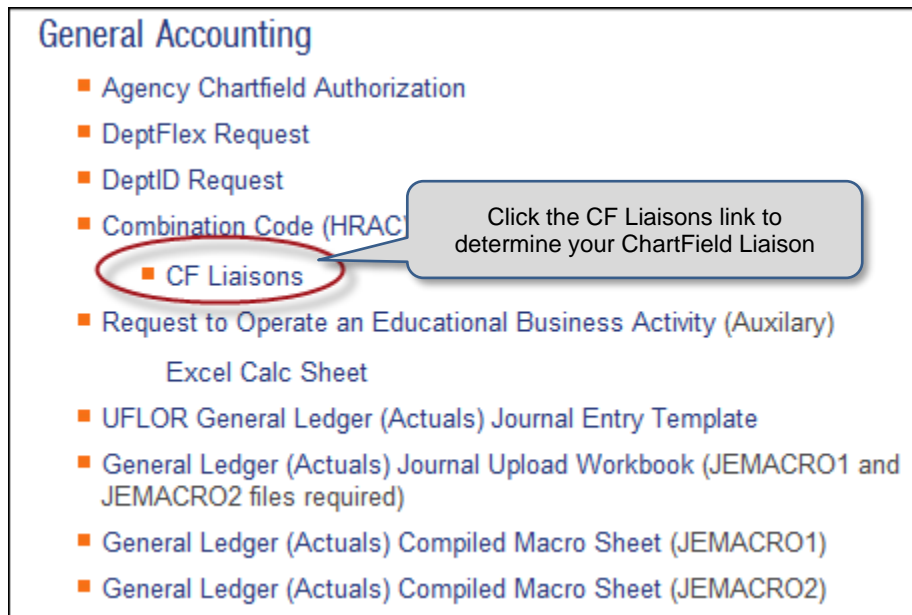 General Accounting
Agency Chartfield Authorization
DeptFlex Request
DeptID Request
Combination Code (HRAC)
Click the CF Liaisons link to
determine your ChartField Liaison
CF Liaisons
Request to Operate an Educational Business Activity (Auxilary)
Excel Calc Sheet
UFLOR General Ledger (Actuals) Journal Entry Template
General Ledger (Actuals) Journal Upload Workbook (JEMACRO1 and
JEMACRO2 files required)
General Ledger (Actuals) Compiled Macro Sheet (JEMACRO1)
General Ledger (Actuals) Compiled Macro Sheet (JEMACRO2)